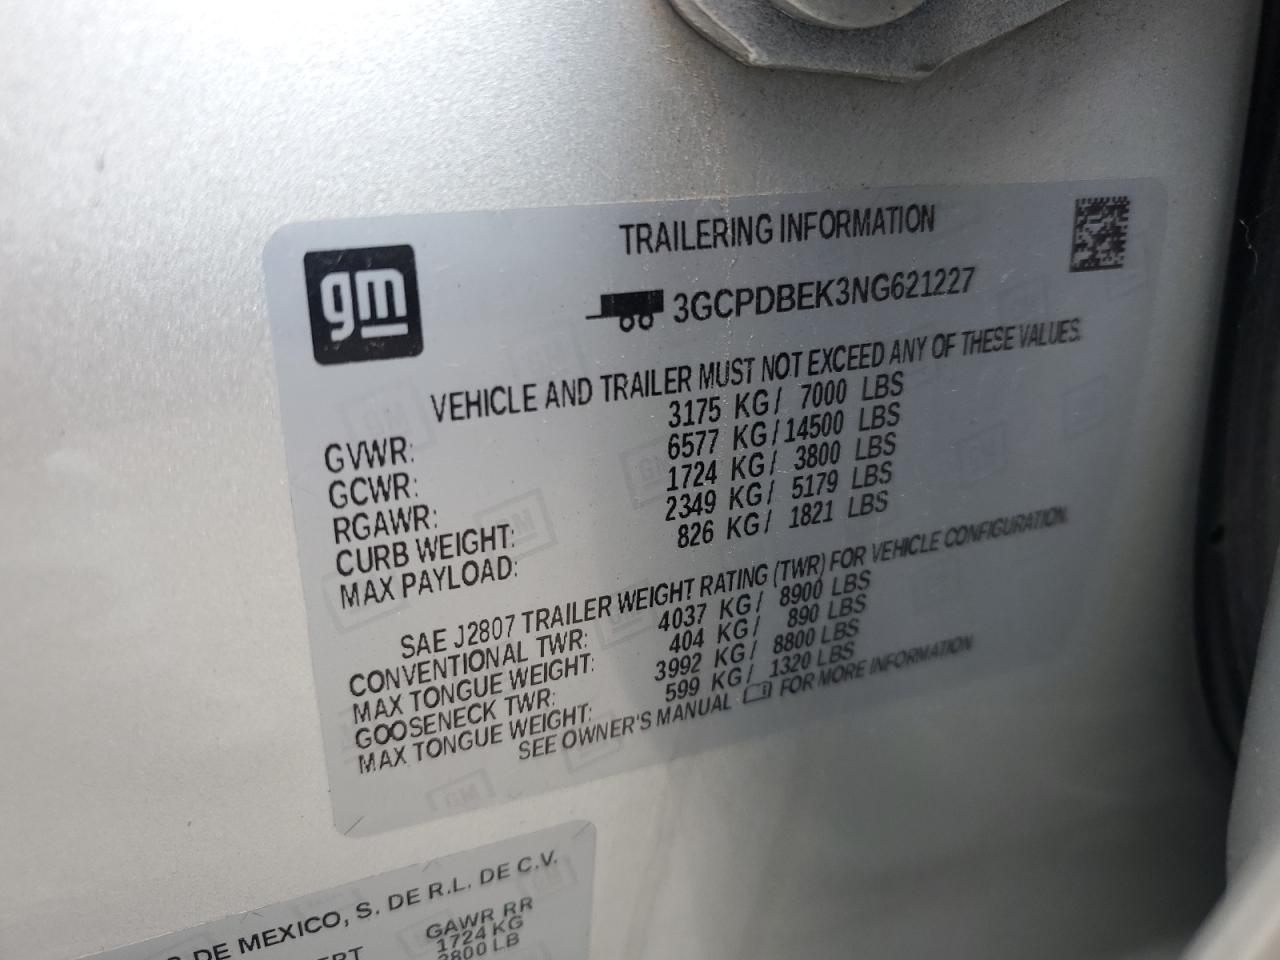 gm
TRAILERING INFORMATION
3GCPDBEK3NG621227
VEHICLE AND TRAILER MUST NOT EXCEED ANY OF THESE VALUES.
GVWR: 3175 KG/ 7000 LBS
GCWR: 6577 KG/14500 LBS
RGAWR: 1724 KG/ 3800 LBS
CURB WEIGHT: 2349 KG/ 5179 LBS
MAX PAYLOAD: 826 KG/ 1821 LBS
SAE J2807 TRAILER WEIGHT RATING (TWR) FOR VEHICLE CONFIGURATION.
CONVENTIONAL TWR: 4037 KG/ 8900 LBS
MAX TONGUE WEIGHT: 404 KG/ 890 LBS
GOOSENECK TWR: 3992 KG/ 8800 LBS
MAX TONGUE WEIGHT: 599 KG/ 1320 LBS
SEE OWNER'S MANUAL FOR MORE INFORMATION
DE MEXICO, S. DE R.L. DE C.V.
GAWR RR
1724 KG
3800 LB